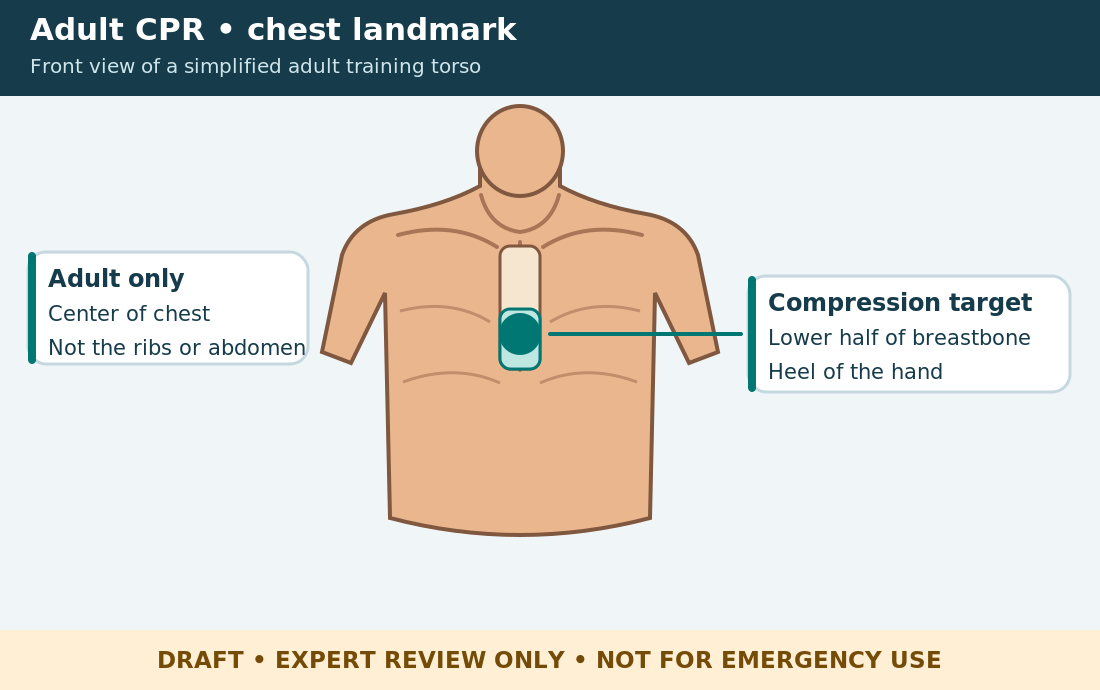 Adult CPR • chest landmark
Front view of a simplified adult training torso
Adult only
Center of chest
Not the ribs or abdomen
Compression target
Lower half of breastbone
Heel of the hand
DRAFT • EXPERT REVIEW ONLY • NOT FOR EMERGENCY USE